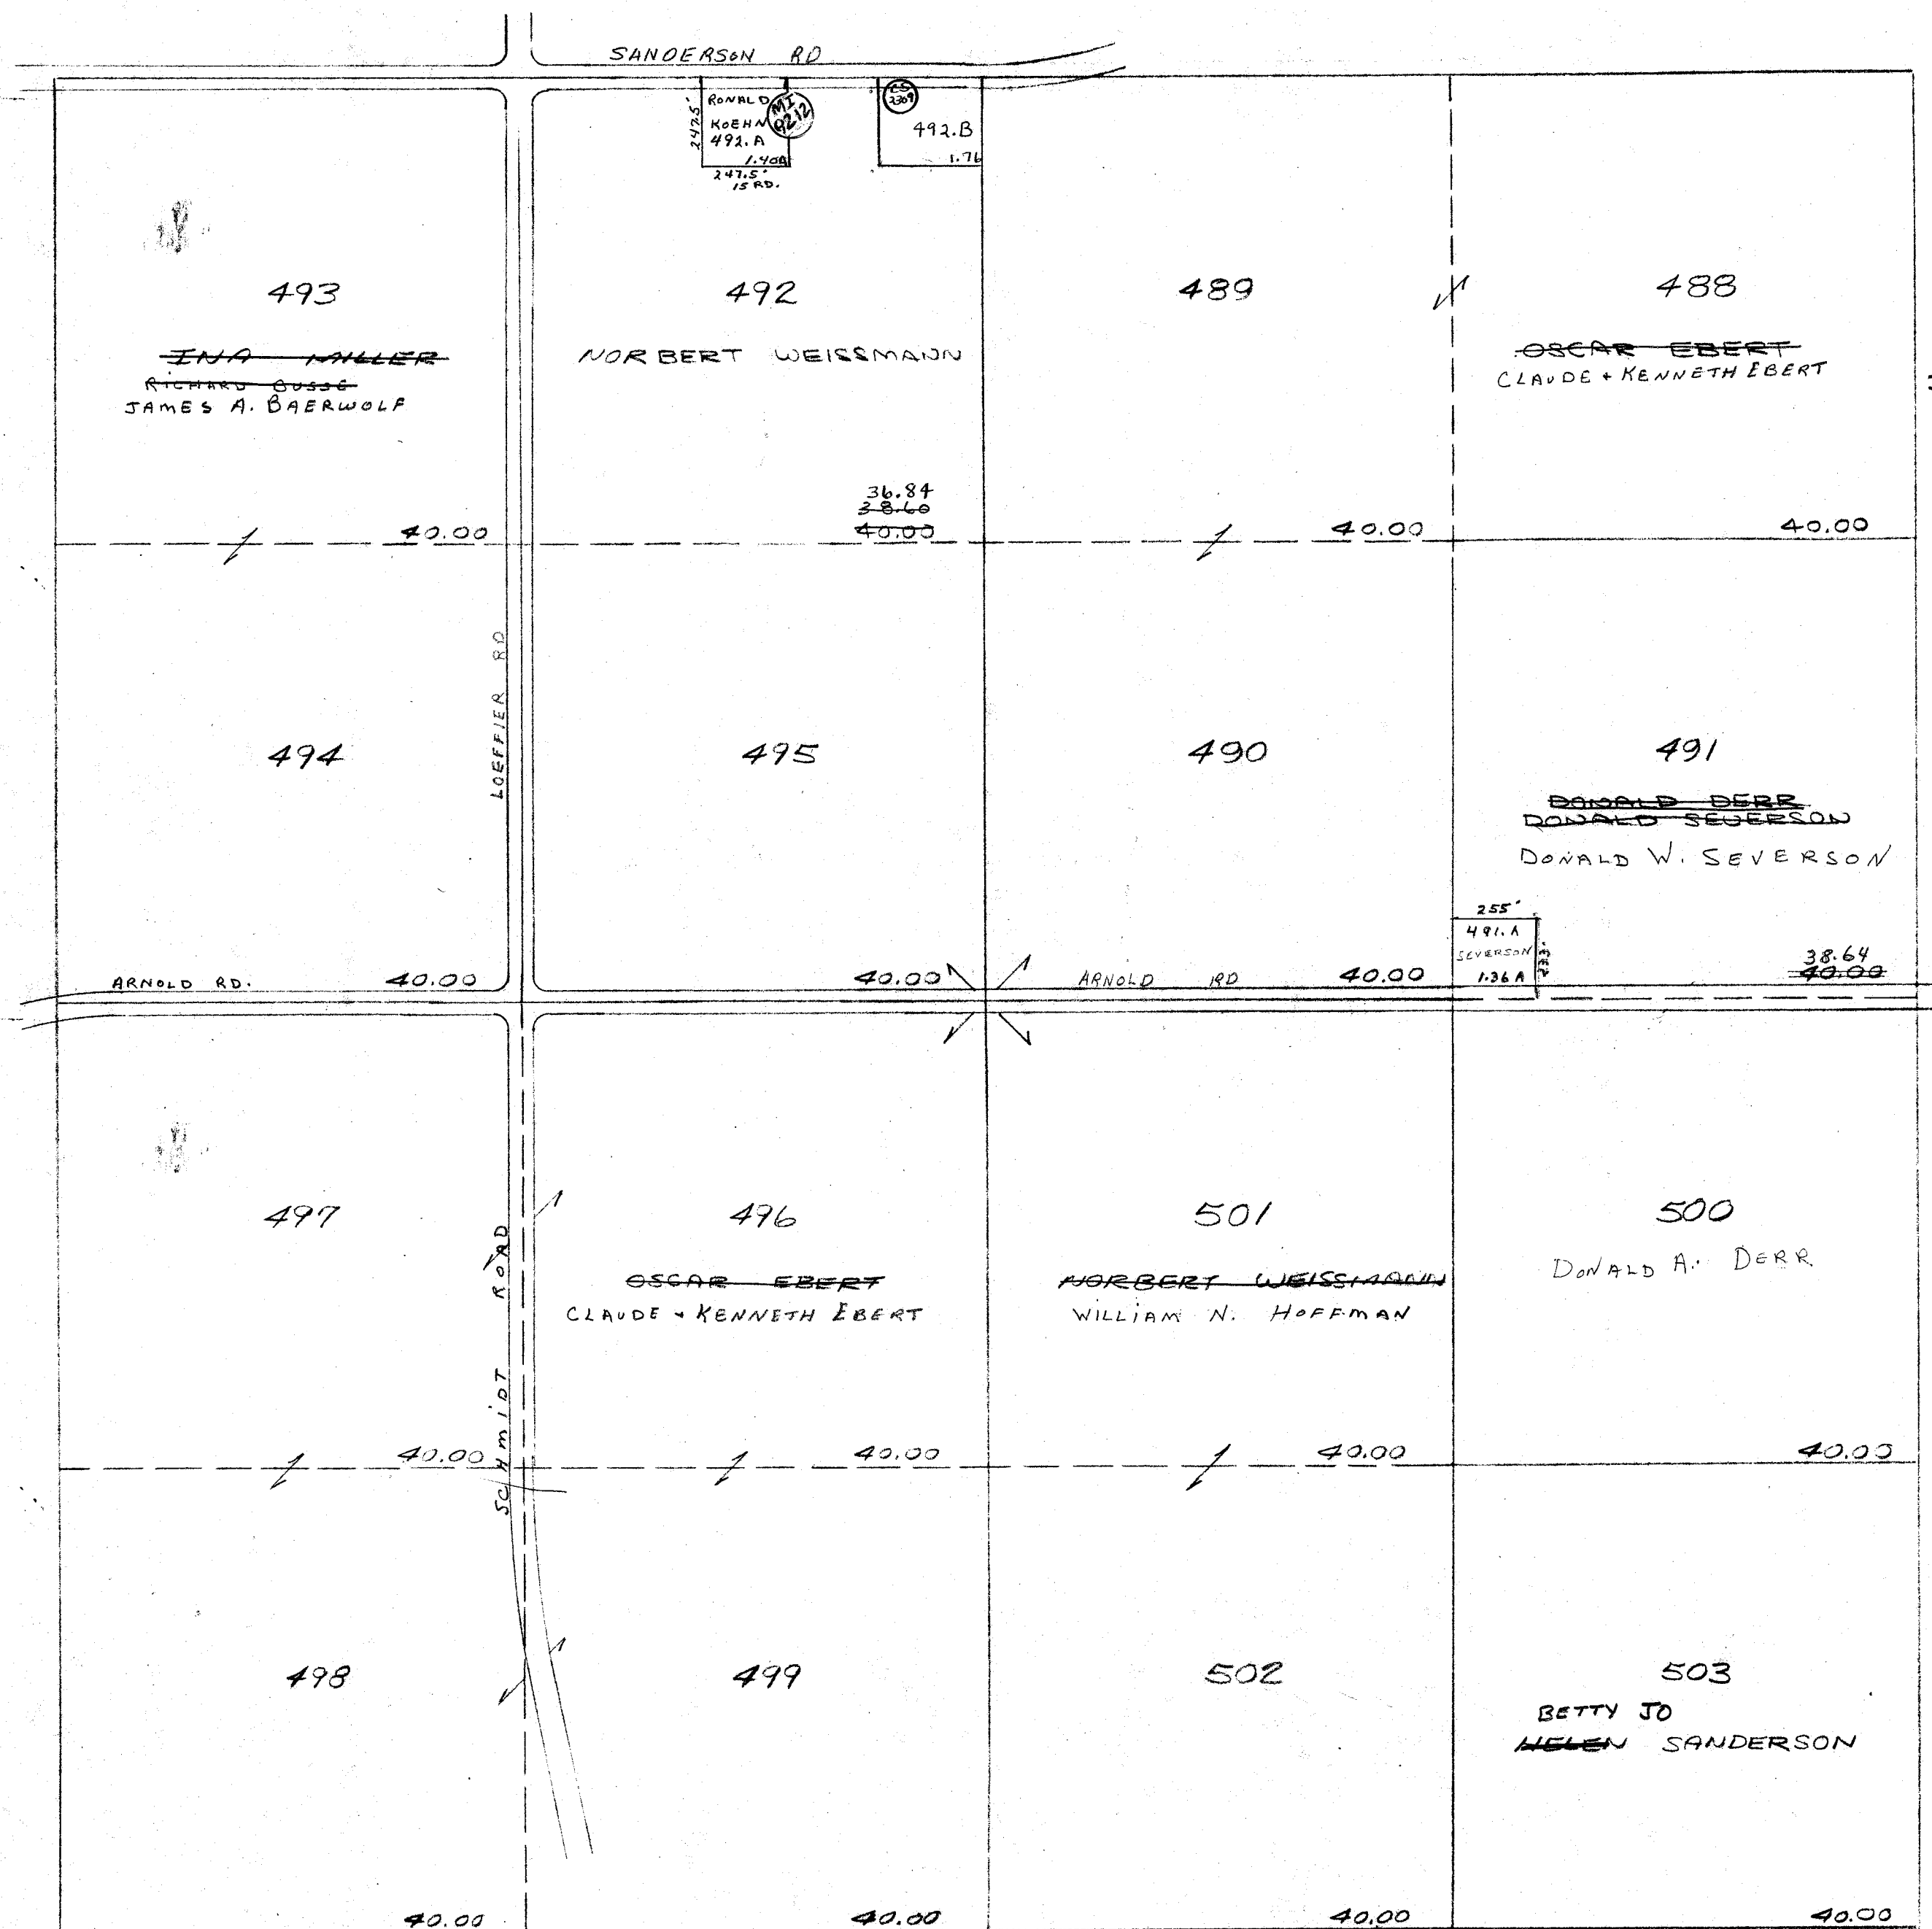 SANDERSON RD
247.5'
RONALD
KOEHN
492.A
1.40A
247.5'
15 RD.
MI
9212
CS
2309
492.B
1.76
493
INA MILLER
RICHARD BUSSE
JAMES A. BAERWOLF
40.00
492
NORBERT WEISSMANN
36.84
38.60
40.00
489
40.00
488
OSCAR EBERT
CLAUDE + KENNETH EBERT
40.00
LOEFFIER RD
494
ARNOLD RD.
40.00
495
40.00
490
ARNOLD RD
40.00
491
DONALD DERR
DONALD SEVERSON
DONALD W. SEVERSON
255'
491.A
SEVERSON
1.36 A
233'
38.64
40.00
497
40.00
SCHMIDT ROAD
496
OSCAR EBERT
CLAUDE + KENNETH EBERT
40.00
501
NORBERT WEISSMANN
WILLIAM N. HOFFMAN
40.00
500
DONALD A. DERR
40.00
498
40.00
499
40.00
502
40.00
503
BETTY JO
HELEN SANDERSON
40.00